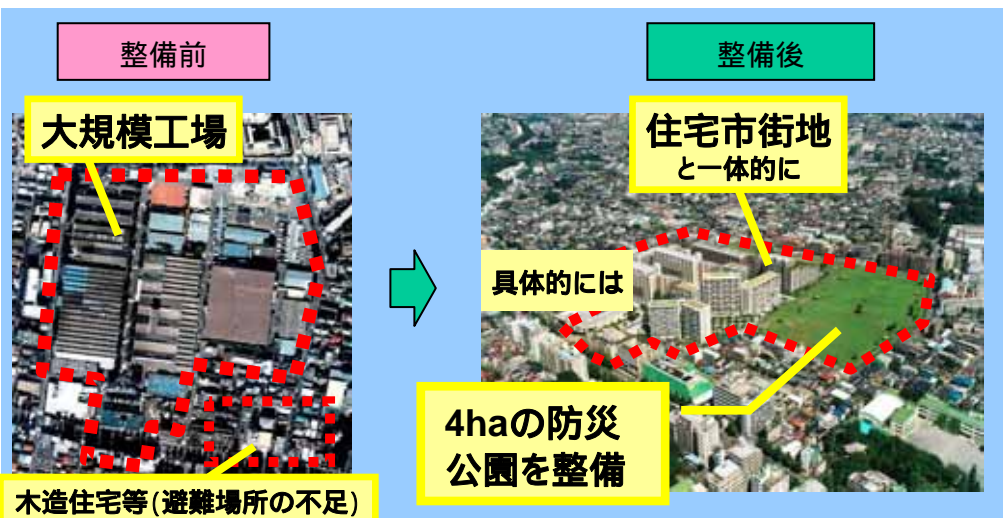 整備前
整備後
大規模工場
住宅市街地
と一体的に
具体的には
4haの防災
公園を整備
木造住宅等(避難場所の不足)